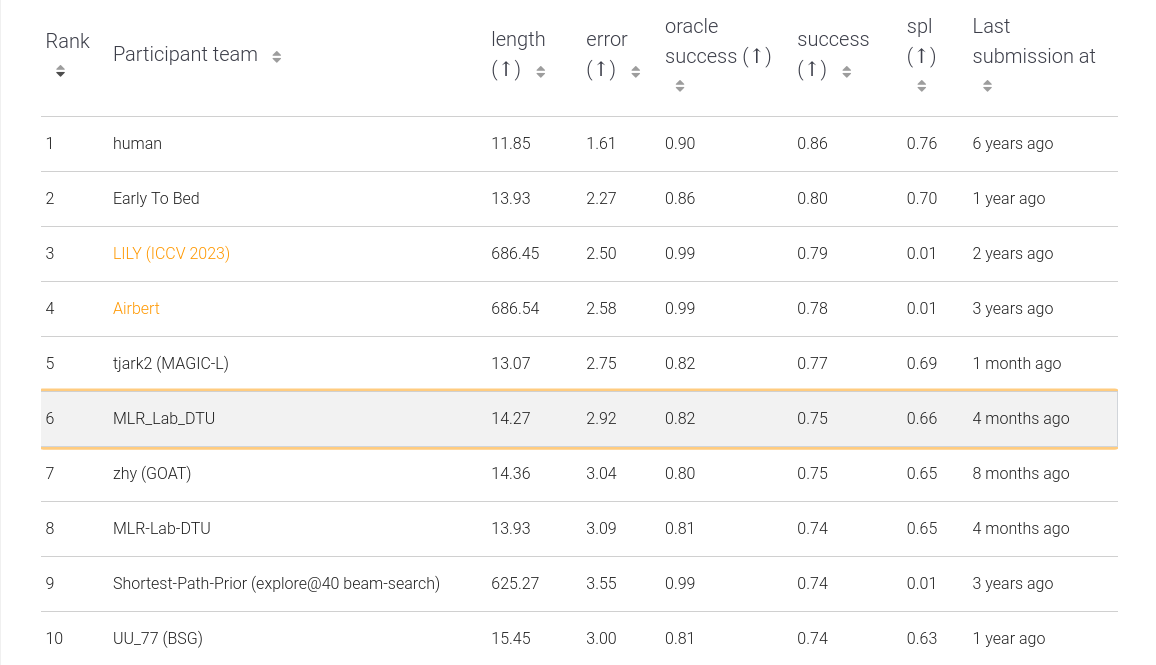 Rank Participant team length (↑) error (↑) oracle success (↑) success (↑) spl (↑) Last submission at
1 human 11.85 1.61 0.90 0.86 0.76 6 years ago
2 Early To Bed 13.93 2.27 0.86 0.80 0.70 1 year ago
3 LILY (ICCV 2023) 686.45 2.50 0.99 0.79 0.01 2 years ago
4 Airbert 686.54 2.58 0.99 0.78 0.01 3 years ago
5 tjark2 (MAGIC-L) 13.07 2.75 0.82 0.77 0.69 1 month ago
6 MLR_Lab_DTU 14.27 2.92 0.82 0.75 0.66 4 months ago
7 zhy (GOAT) 14.36 3.04 0.80 0.75 0.65 8 months ago
8 MLR-Lab-DTU 13.93 3.09 0.81 0.74 0.65 4 months ago
9 Shortest-Path-Prior (explore@40 beam-search) 625.27 3.55 0.99 0.74 0.01 3 years ago
10 UU_77 (BSG) 15.45 3.00 0.81 0.74 0.63 1 year ago